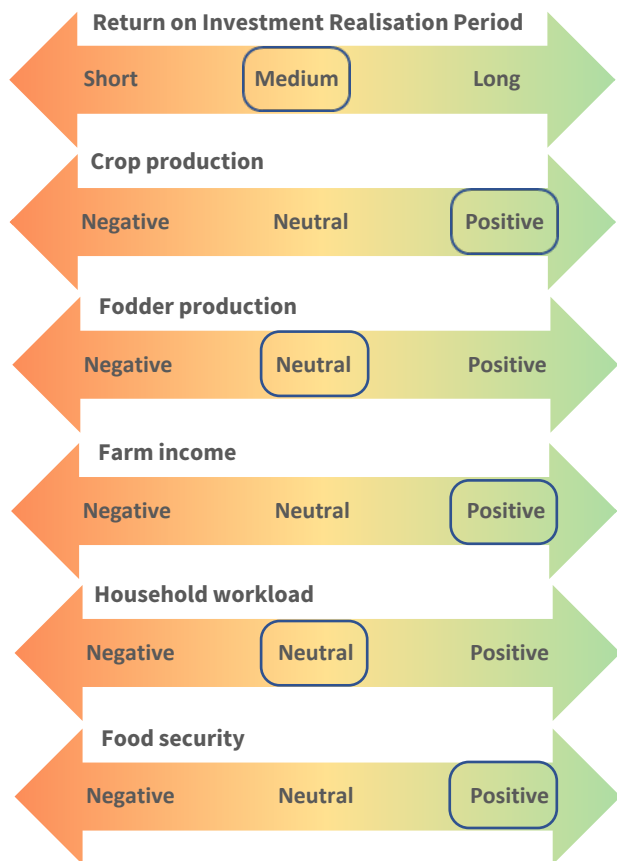 Return on Investment Realisation Period
Short Medium Long
Crop production
Negative Neutral Positive
Fodder production
Negative Neutral Positive
Farm income
Negative Neutral Positive
Household workload
Negative Neutral Positive
Food security
Negative Neutral Positive